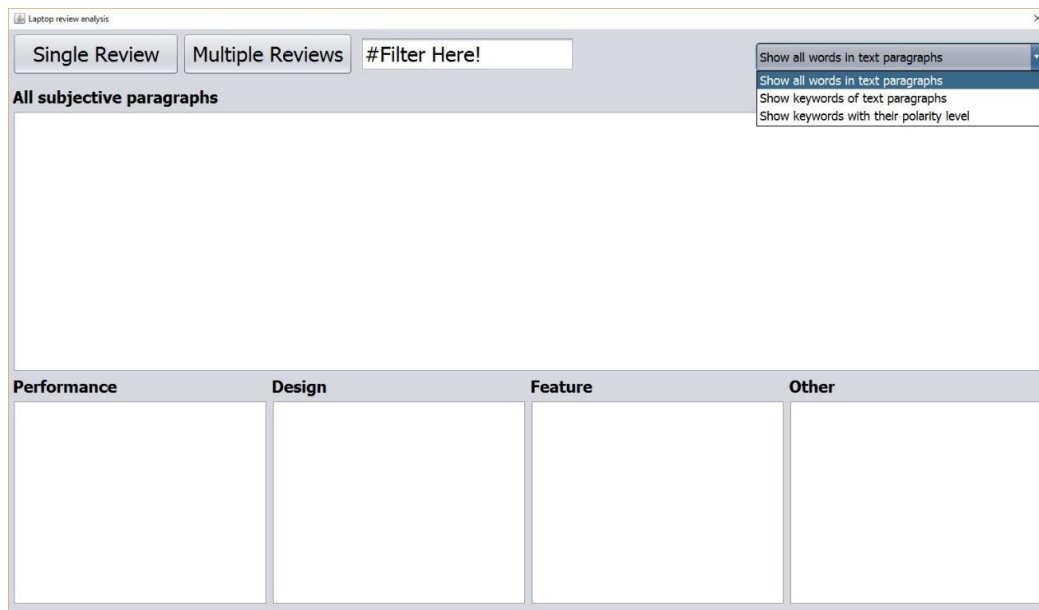 Laptop review analysis
Single Review Multiple Reviews #Filter Here! Show all words in text paragraphs
Show all words in text paragraphs
All subjective paragraphs Show keywords of text paragraphs
Show keywords with their polarity level
Performance Design Feature Other